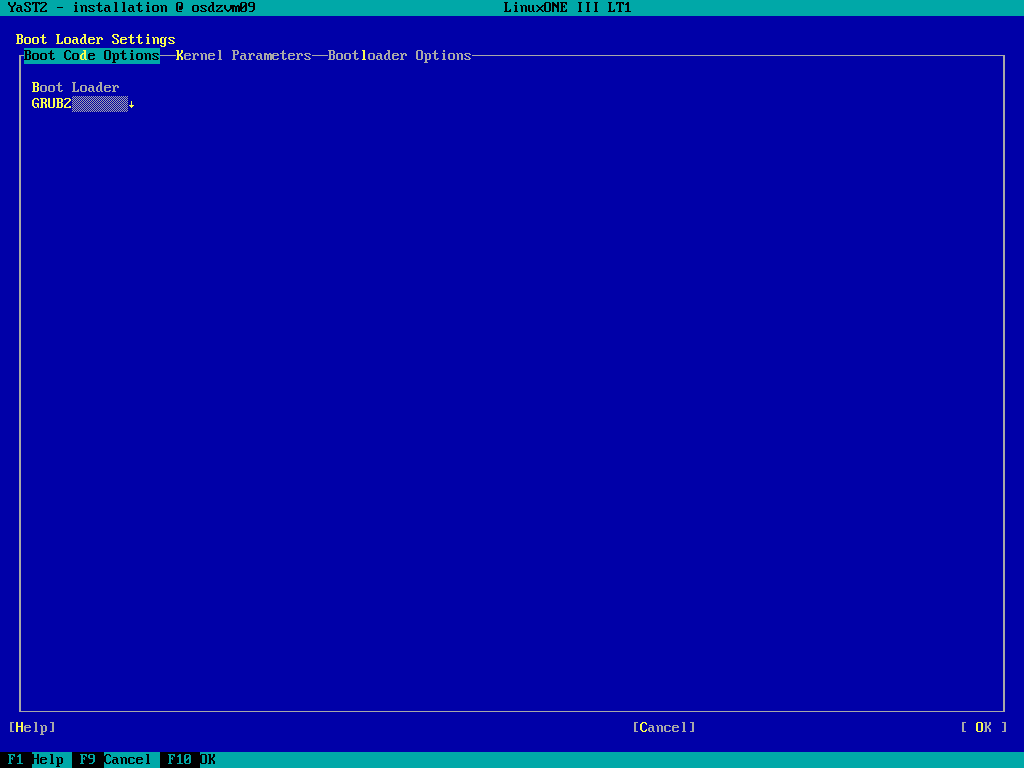 YaST2 - installation @ osdzvm09 LinuxONE III LT1
Boot Loader Settings
Boot Code Options Kernel Parameters Bootloader Options
Boot Loader
GRUB2 ↓
[Help] [Cancel] [ OK ]
F1 Help F9 Cancel F10 OK